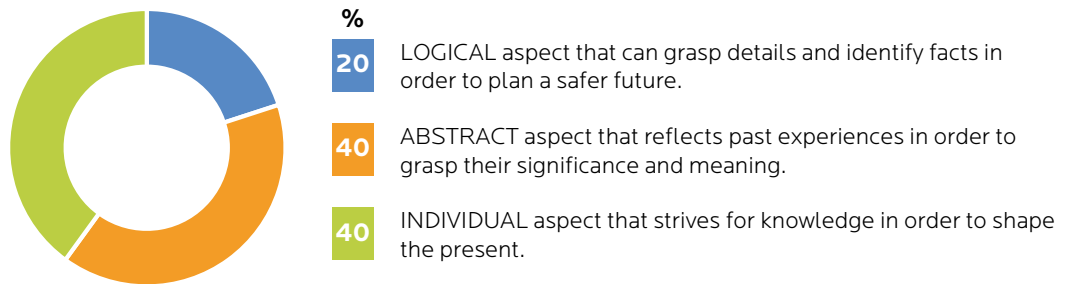 %
20
LOGICAL aspect that can grasp details and identify facts in
order to plan a safer future.
40
ABSTRACT aspect that reflects past experiences in order to
grasp their significance and meaning.
40
INDIVIDUAL aspect that strives for knowledge in order to shape
the present.